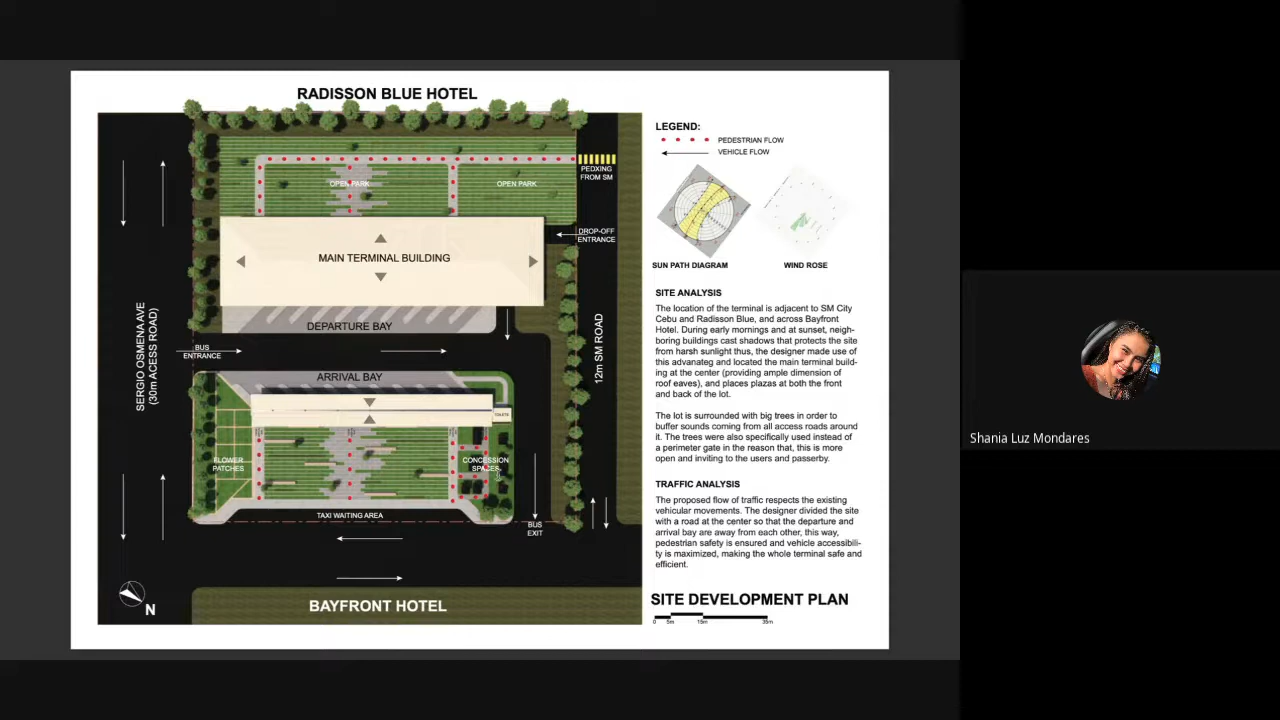 RADISSON BLUE HOTEL
LEGEND:
PEDESTRIAN FLOW
VEHICLE FLOW
PEDXING
FROM SM
OPEN PARK
OPEN PARK
DROP-OFF
ENTRANCE
MAIN TERMINAL BUILDING
SUN PATH DIAGRAM
WIND ROSE
SITE ANALYSIS
The location of the terminal is adjacent to SM City
Cebu and Radisson Blue, and across Bayfront
Hotel. During early mornings and at sunset, neigh-
boring buildings cast shadows that protects the site
from harsh sunlight thus, the designer made use of
this advanateg and located the main terminal build-
ing at the center (providing ample dimension of
roof eaves), and places plazas at both the front
and back of the lot.
The lot is surrounded with big trees in order to
buffer sounds coming from all access roads around
it. The trees were also specifically used instead of
a perimeter gate in the reason that, this is more
open and inviting to the users and passerby.
TRAFFIC ANALYSIS
The proposed flow of traffic respects the existing
vehicular movements. The designer divided the site
with a road at the center so that the departure and
arrival bay are away from each other, this way,
pedestrian safety is ensured and vehicle accessibili-
ty is maximized, making the whole terminal safe and
efficient.
SERGIO OSMENA AVE
(30m ACESS ROAD)
DEPARTURE BAY
BUS
ENTRANCE
12m SM ROAD
ARRIVAL BAY
FLOWER
PATCHES
CONCESSION
SPACES
TAXI WAITING AREA
BUS
EXIT
N
BAYFRONT HOTEL
SITE DEVELOPMENT PLAN
0 5m 15m 35m
Shania Luz Mondares